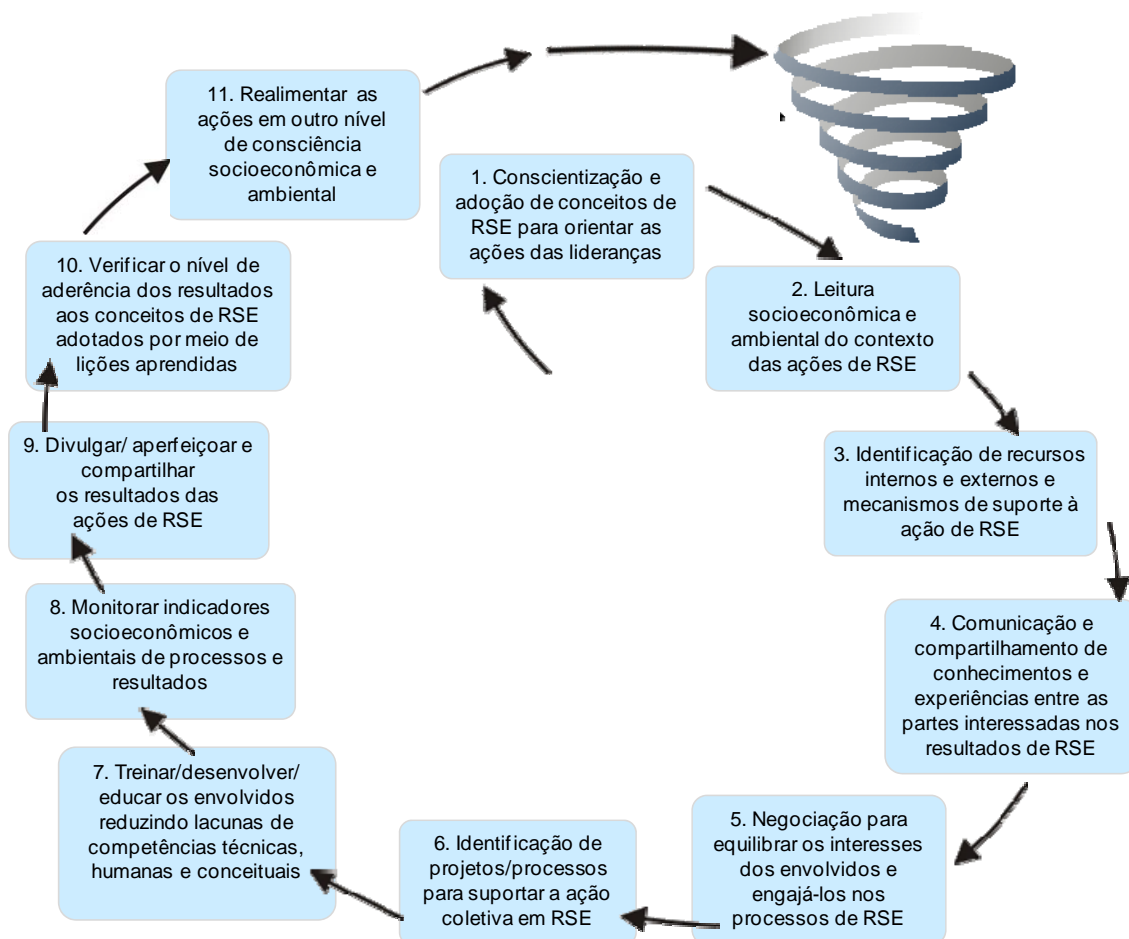 1. Conscientização e
adoção de conceitos de
RSE para orientar as
ações das lideranças
2. Leitura
socioeconômica e
ambiental do contexto
das ações de RSE
3. Identificação de recursos
internos e externos e
mecanismos de suporte à
ação de RSE
4. Comunicação e
compartilhamento de
conhecimentos e
experiências entre as
partes interessadas nos
resultados de RSE
5. Negociação para
equilibrar os interesses
dos envolvidos e
engajá-los nos
processos de RSE
6. Identificação de
projetos/processos
para suportar a ação
coletiva em RSE
7. Treinar/desenvolver/
educar os envolvidos
reduzindo lacunas de
competências técnicas,
humanas e conceituais
8. Monitorar indicadores
socioeconômicos e
ambientais de processos e
resultados
9. Divulgar/ aperfeiçoar e
compartilhar
os resultados das
ações de RSE
10. Verificar o nível de
aderência dos resultados
aos conceitos de RSE
adotados por meio de
lições aprendidas
11. Realimentar as
ações em outro nível
de consciência
socioeconômica e
ambiental